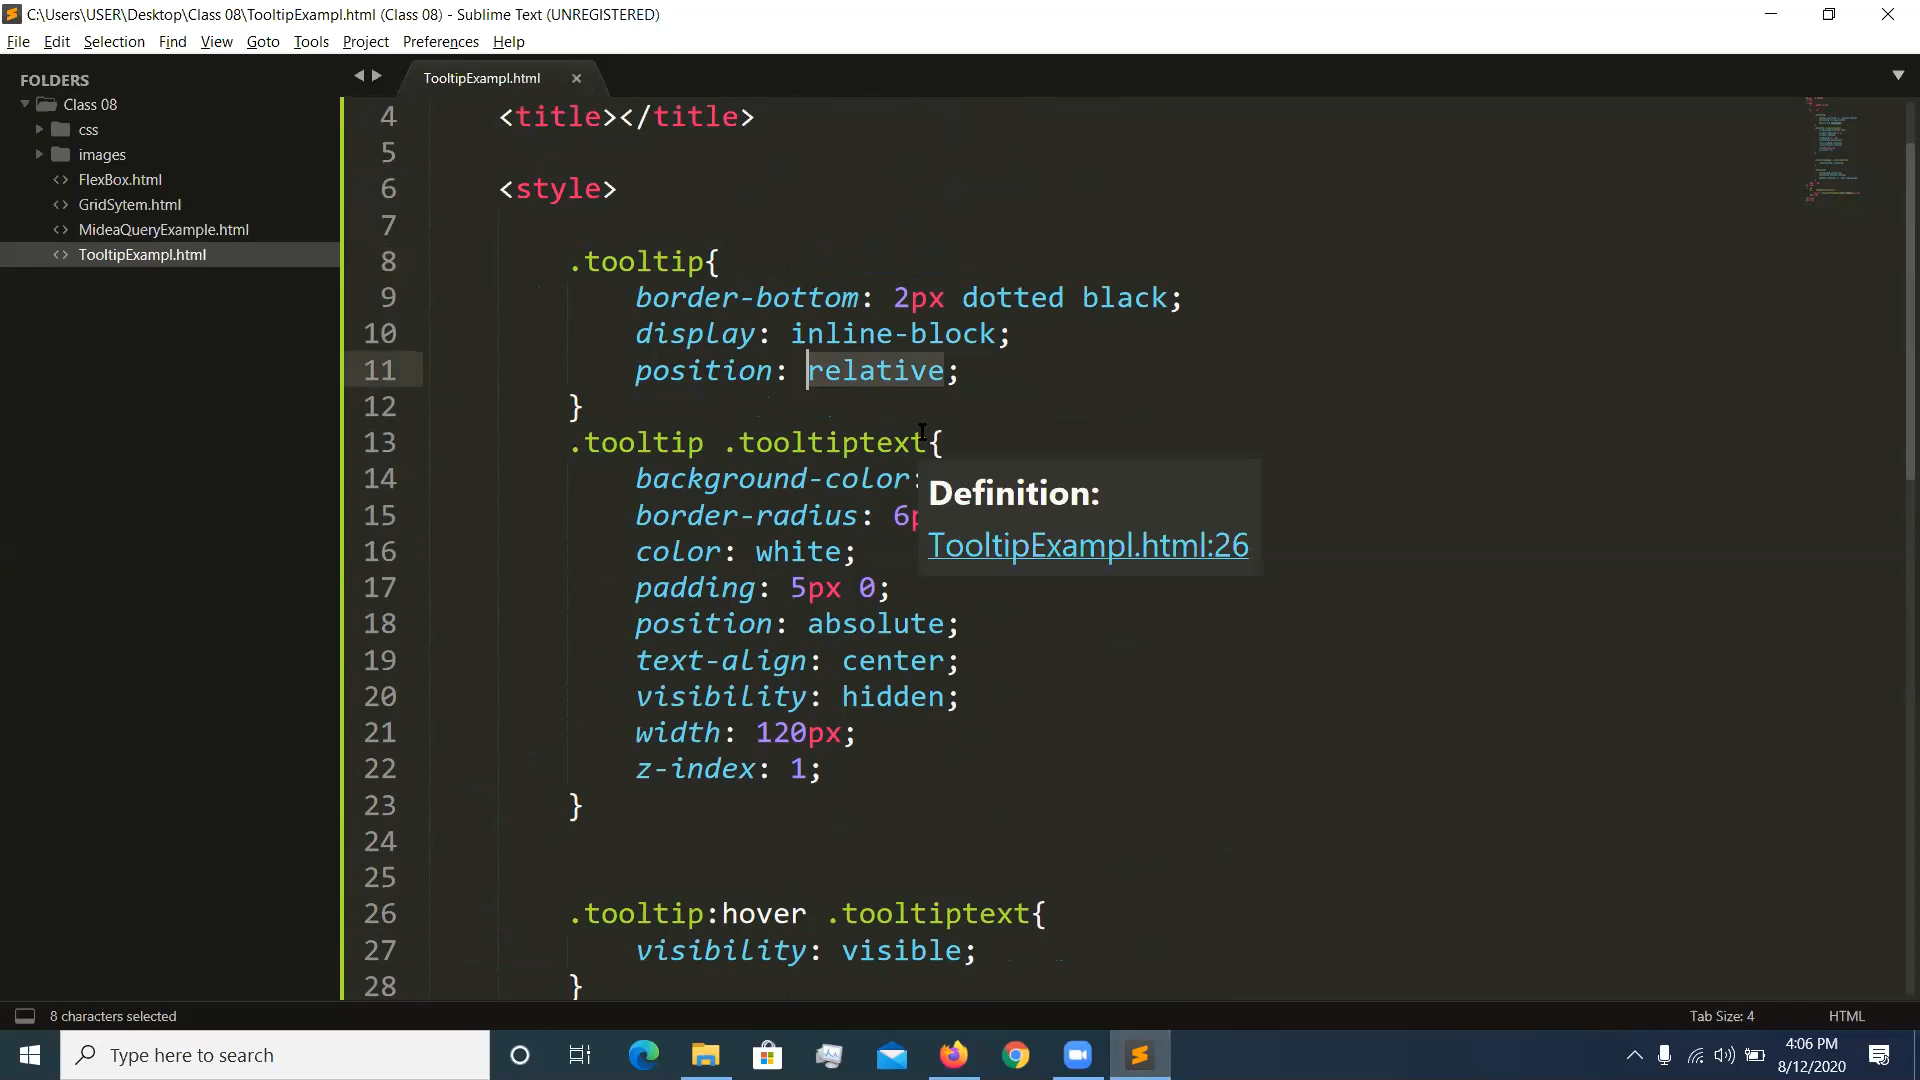 C:\Users\USER\Desktop\Class 08\TooltipExampl.html (Class 08) - Sublime Text (UNREGISTERED)
File Edit Selection Find View Goto Tools Project Preferences Help
FOLDERS
Class 08
css
images
FlexBox.html
GridSytem.html
MideaQueryExample.html
TooltipExampl.html
TooltipExampl.html
4 <title></title>
5
6 <style>
7
8 .tooltip{
9 border-bottom: 2px dotted black;
10 display: inline-block;
11 position: relative;
12 }
13 .tooltip .tooltiptext{
14 background-color:
15 border-radius: 6p
16 color: white;
17 padding: 5px 0;
18 position: absolute;
19 text-align: center;
20 visibility: hidden;
21 width: 120px;
22 z-index: 1;
23 }
24
25
26 .tooltip:hover .tooltiptext{
27 visibility: visible;
28 }
Definition:
TooltipExampl.html:26
8 characters selected
Tab Size: 4
HTML
Type here to search
4:06 PM
8/12/2020